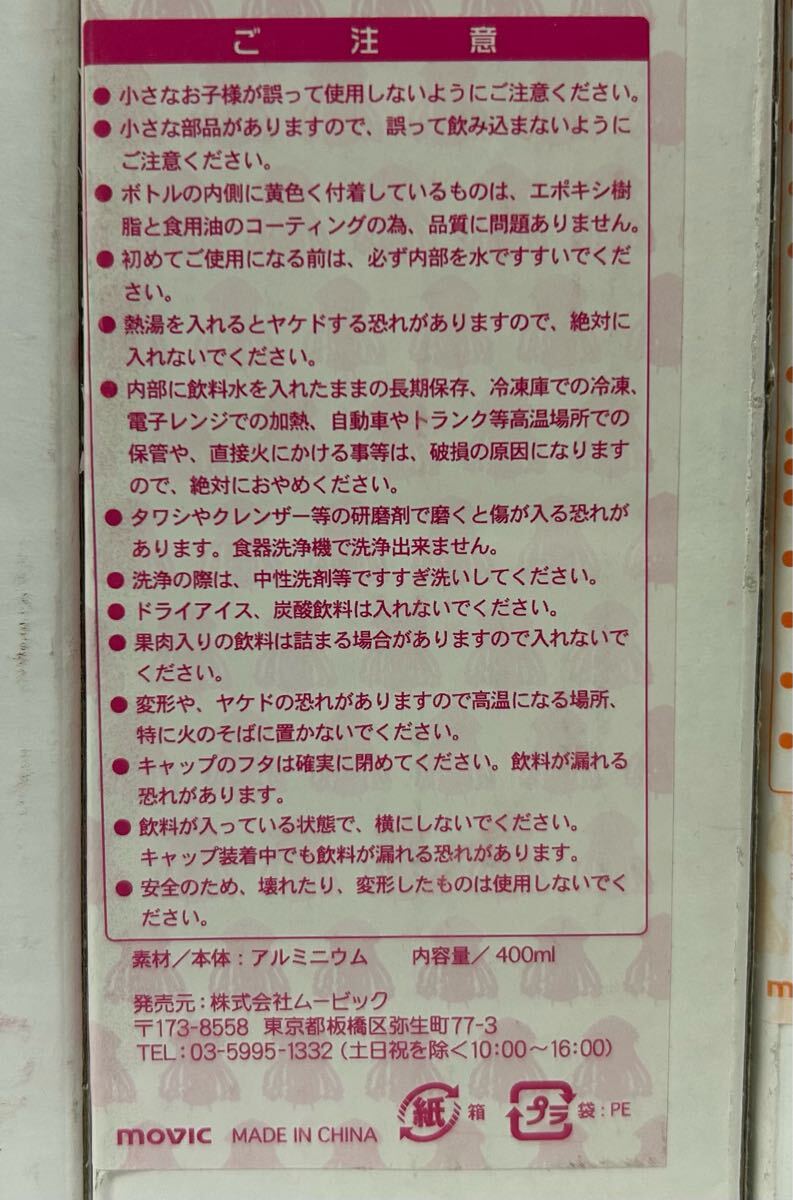 ご注意
● 小さなお子様が誤って使用しないようにご注意ください。
● 小さな部品がありますので、誤って飲み込まないように
ご注意ください。
● ボトルの内側に黄色く付着しているものは、エポキシ樹
脂と食用油のコーティングの為、品質に問題ありません。
● 初めてご使用になる前は、必ず内部を水ですすいでくだ
さい。
● 熱湯を入れるとヤケドする恐れがありますので、絶対に
入れないでください。
● 内部に飲料水を入れたままの長期保存、冷凍庫での冷凍、
電子レンジでの加熱、自動車やトランク等高温場所での
保管や、直接火にかける事等は、破損の原因になります
ので、絶対におやめください。
● タワシやクレンザー等の研磨剤で磨くと傷が入る恐れが
あります。食器洗浄機で洗浄出来ません。
● 洗浄の際は、中性洗剤等ですすぎ洗いしてください。
● ドライアイス、炭酸飲料は入れないでください。
● 果肉入りの飲料は詰まる場合がありますので入れないで
ください。
● 変形や、ヤケドの恐れがありますので高温になる場所、
特に火のそばに置かないでください。
● キャップのフタは確実に閉めてください。飲料が漏れる
恐れがあります。
● 飲料が入っている状態で、横にしないでください。
キャップ装着中でも飲料が漏れる恐れがあります。
● 安全のため、壊れたり、変形したものは使用しないでく
ださい。
素材／本体：アルミニウム 内容量／400ml
発売元：株式会社ムービック
〒173-8558 東京都板橋区弥生町77-3
TEL：03-5995-1332（土日祝を除く10:00〜16:00）
movic MADE IN CHINA 紙 箱 プラ 袋：PE
m